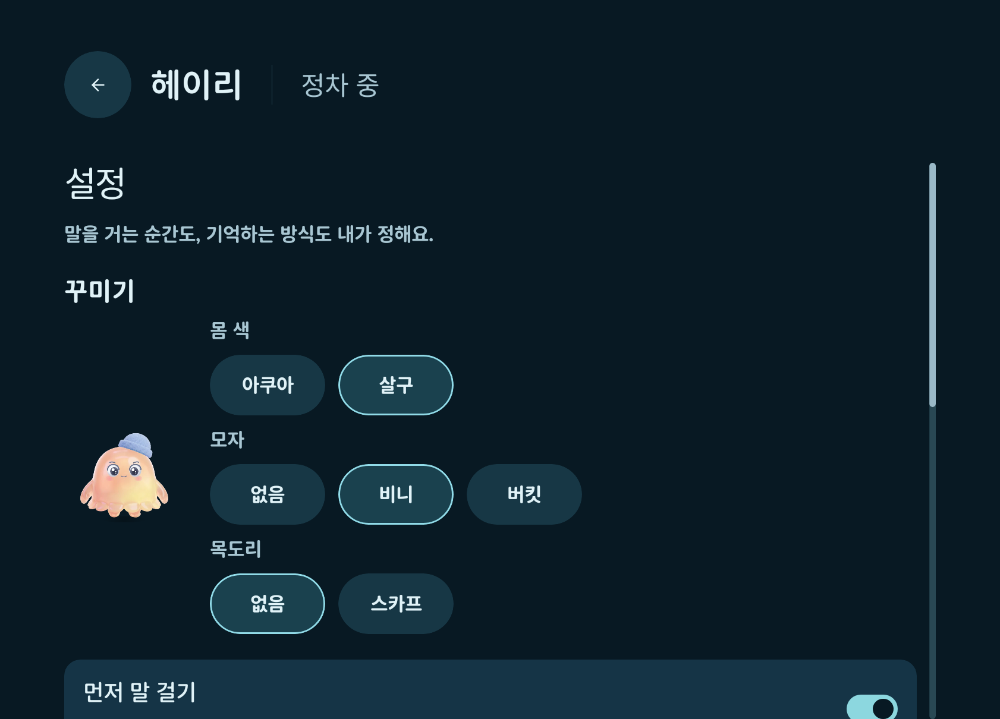 헤이리 정차 중
설정
말을 거는 순간도, 기억하는 방식도 내가 정해요.
꾸미기
몸 색
아쿠아 살구
모자
없음 비니 버킷
목도리
없음 스카프
먼저 말 걸기